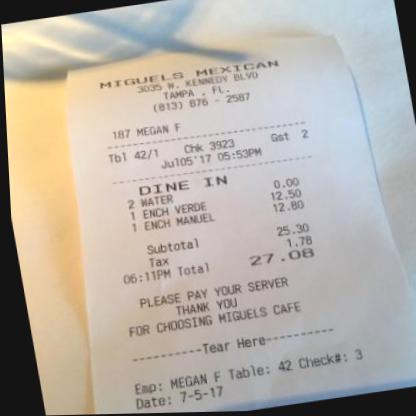 MIGUELS MEXICAN
3035 W. KENNEDY BLVD
TAMPA , FL.
(813) 876 - 2587
187 MEGAN F
Tbl 42/1 Chk 3923 Gst 2
Jul05'17 05:53PM
DINE IN
2 WATER 0.00
1 ENCH VERDE 12.50
1 ENCH MANUEL 12.80
Subtotal 25.30
Tax 1.78
06:11PM Total 27.08
PLEASE PAY YOUR SERVER
THANK YOU
FOR CHOOSING MIGUELS CAFE
----------Tear Here----------
Emp: MEGAN F Table: 42 Check#: 3
Date: 7-5-17